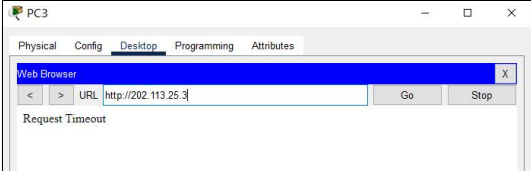 PC3
Physical Config Desktop Programming Attributes
Web Browser X
< > URL http://202.113.25.3 Go Stop
Request Timeout